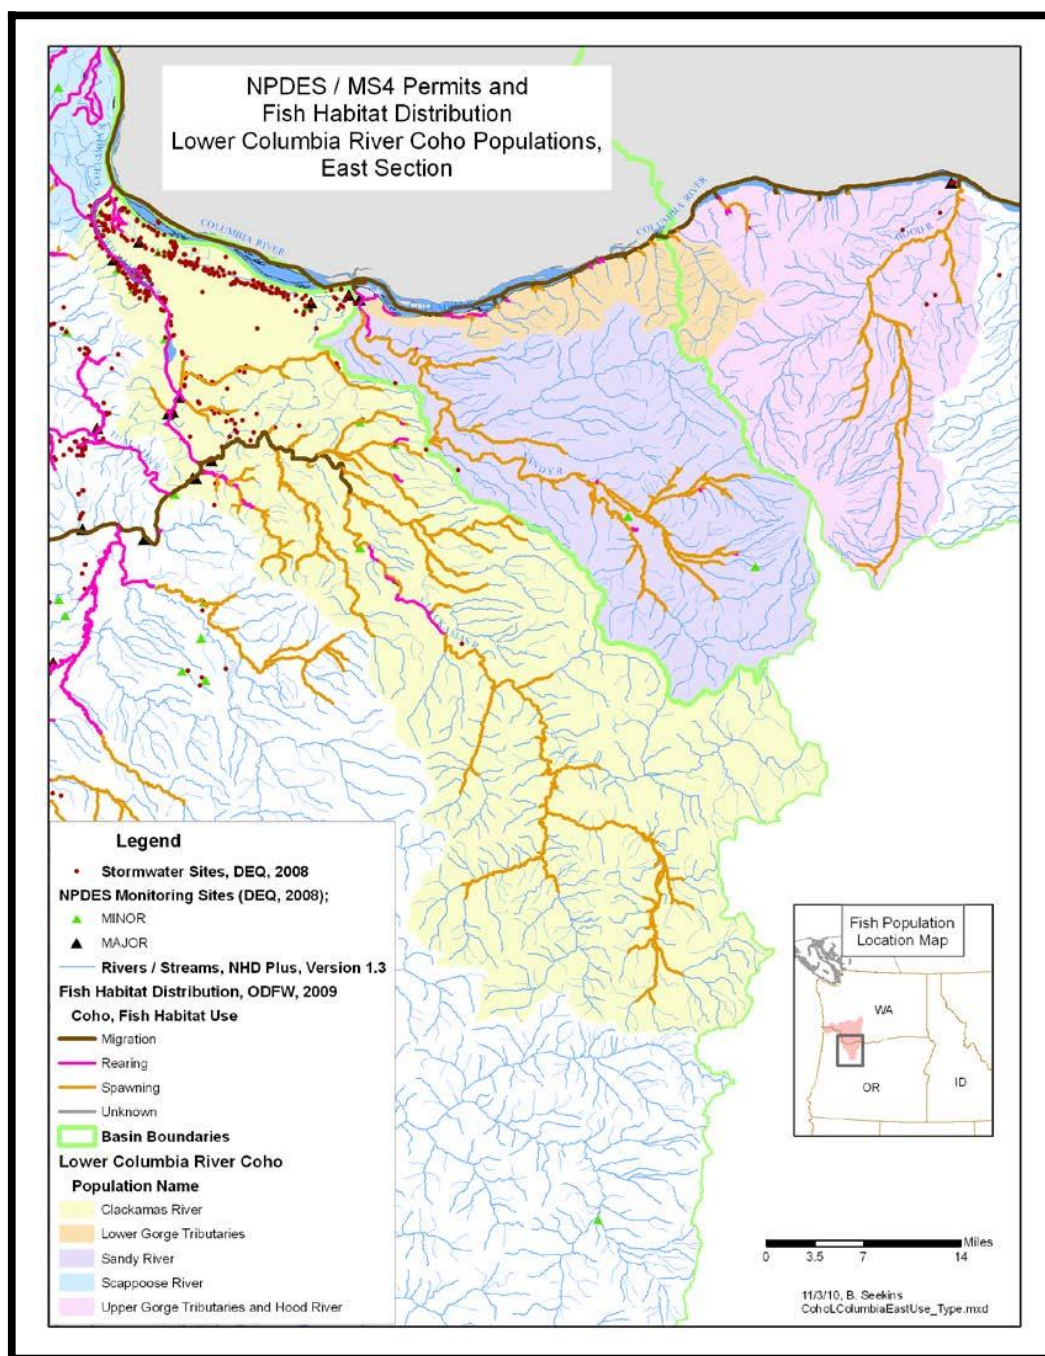 NPDES / MS4 Permits and
Fish Habitat Distribution
Lower Columbia River Coho Populations,
East Section
COLUMBIA RIVER
COLUMBIA RIVER
HOOD R
SANDY R
CLACKAMAS R
Legend
Stormwater Sites, DEQ, 2008
NPDES Monitoring Sites (DEQ, 2008);
MINOR
MAJOR
Rivers / Streams, NHD Plus, Version 1.3
Fish Habitat Distribution, ODFW, 2009
Coho, Fish Habitat Use
Migration
Rearing
Spawning
Unknown
Basin Boundaries
Lower Columbia River Coho
Population Name
Clackamas River
Lower Gorge Tributaries
Sandy River
Scappoose River
Upper Gorge Tributaries and Hood River
Fish Population
Location Map
WA
OR
ID
Miles
0 3.5 7 14
11/3/10, B. Seekins
CohoLColumbiaEastUse_Type.mxd